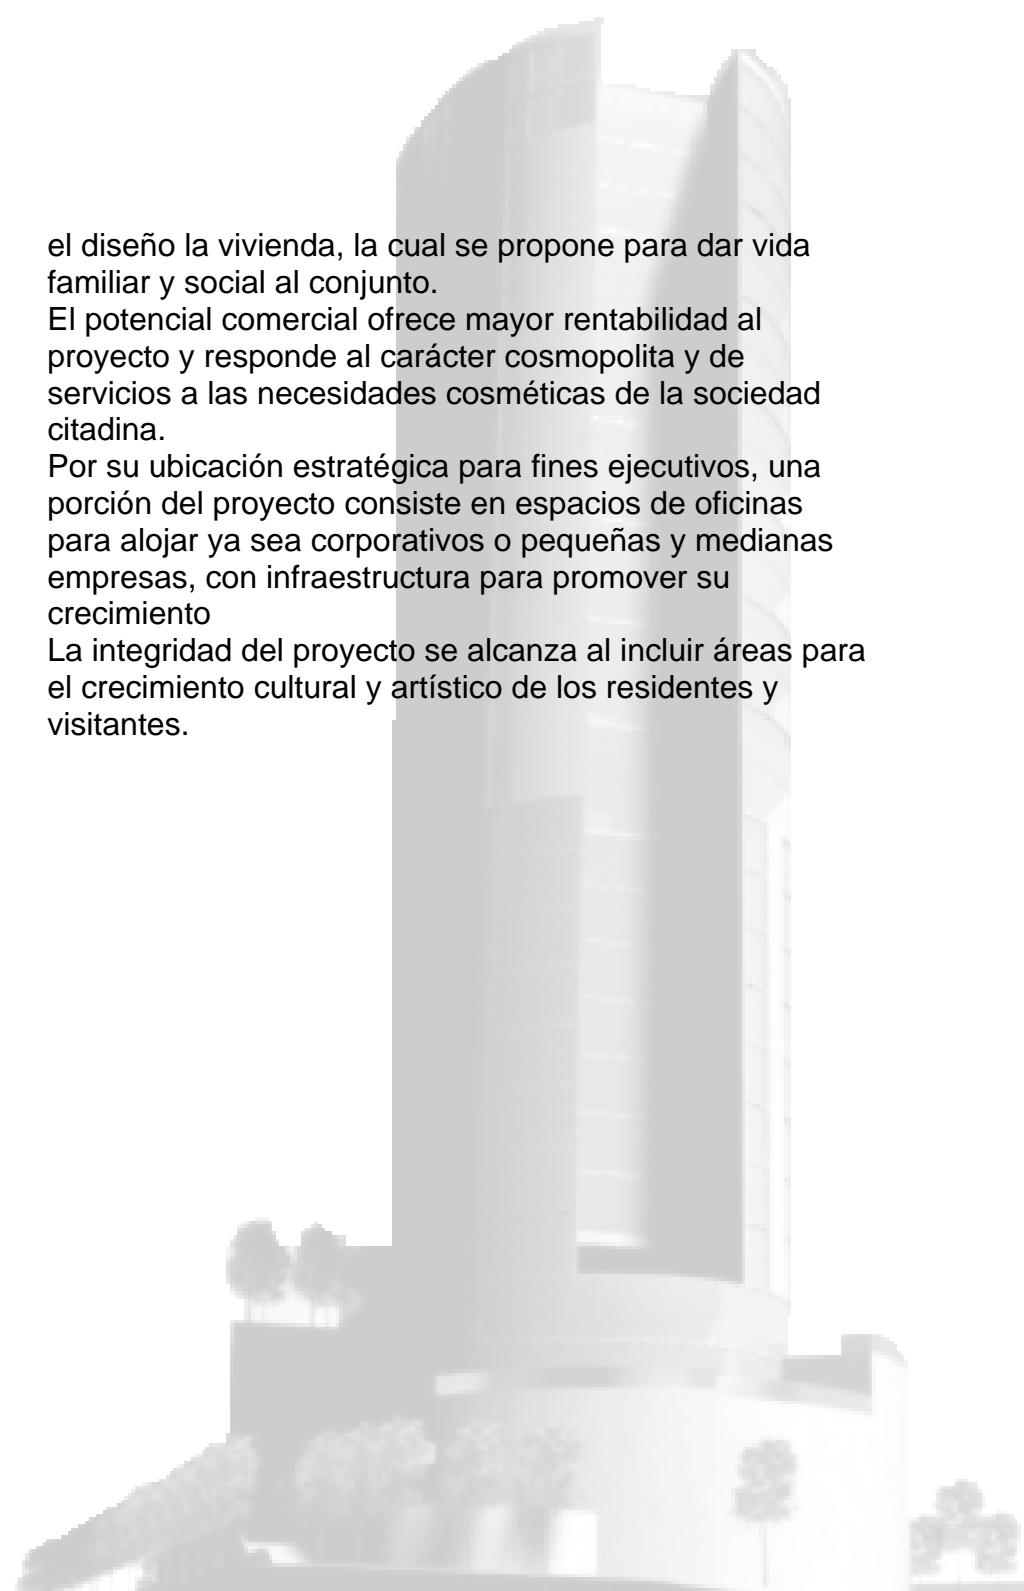 el diseño la vivienda, la cual se propone para dar vida
familiar y social al conjunto.
El potencial comercial ofrece mayor rentabilidad al
proyecto y responde al carácter cosmopolita y de
servicios a las necesidades cosméticas de la sociedad
citadina.
Por su ubicación estratégica para fines ejecutivos, una
porción del proyecto consiste en espacios de oficinas
para alojar ya sea corporativos o pequeñas y medianas
empresas, con infraestructura para promover su
crecimiento
La integridad del proyecto se alcanza al incluir áreas para
el crecimiento cultural y artístico de los residentes y
visitantes.